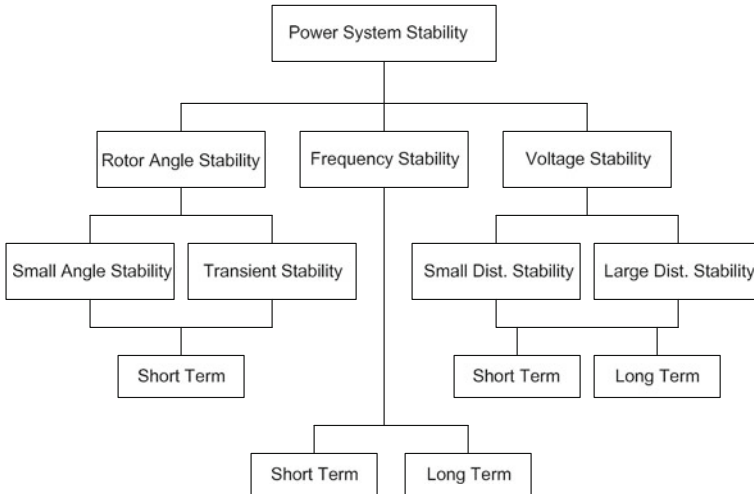 Power System Stability
Rotor Angle Stability
Frequency Stability
Voltage Stability
Small Angle Stability
Transient Stability
Small Dist. Stability
Large Dist. Stability
Short Term
Short Term
Long Term
Short Term
Long Term